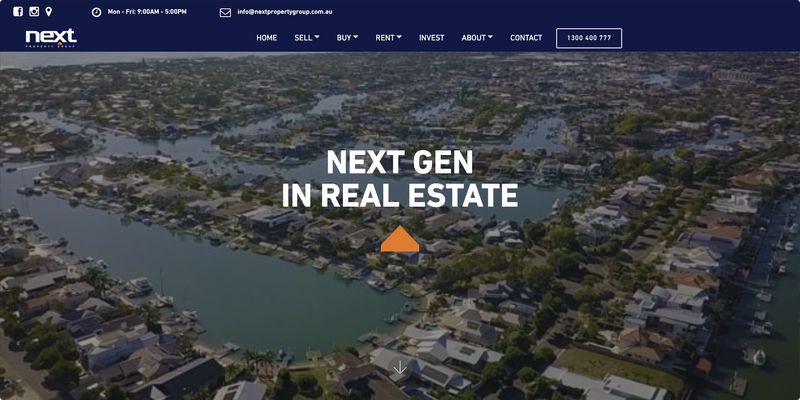 Mon - Fri: 9:00AM - 5:00PM
info@nextpropertygroup.com.au
next
PROPERTY GROUP
HOME
SELL
BUY
RENT
INVEST
ABOUT
CONTACT
1300 400 777
NEXT GEN
IN REAL ESTATE